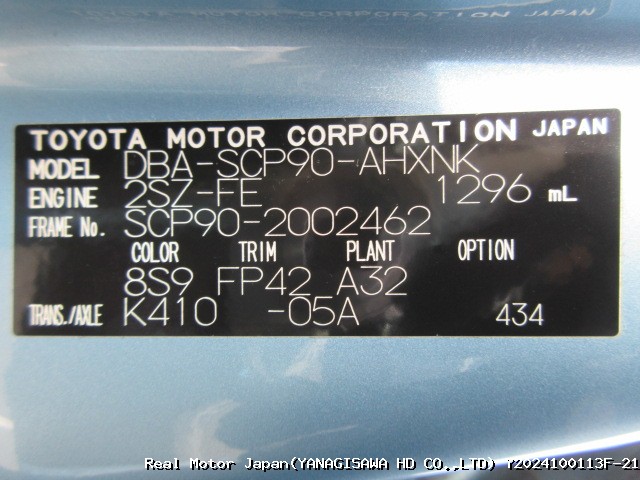 TOYOTA MOTOR CORPORATION JAPAN
MODEL DBA-SCP90-AHXNK
ENGINE 2SZ-FE 1296 mL
FRAME No. SCP90-2002462
COLOR TRIM PLANT OPTION
8S9 FP42 A32
TRANS./AXLE K410 -05A 434
Real Motor Japan(YANAGISAWA HD CO.,LTD) Y2024100113F-21